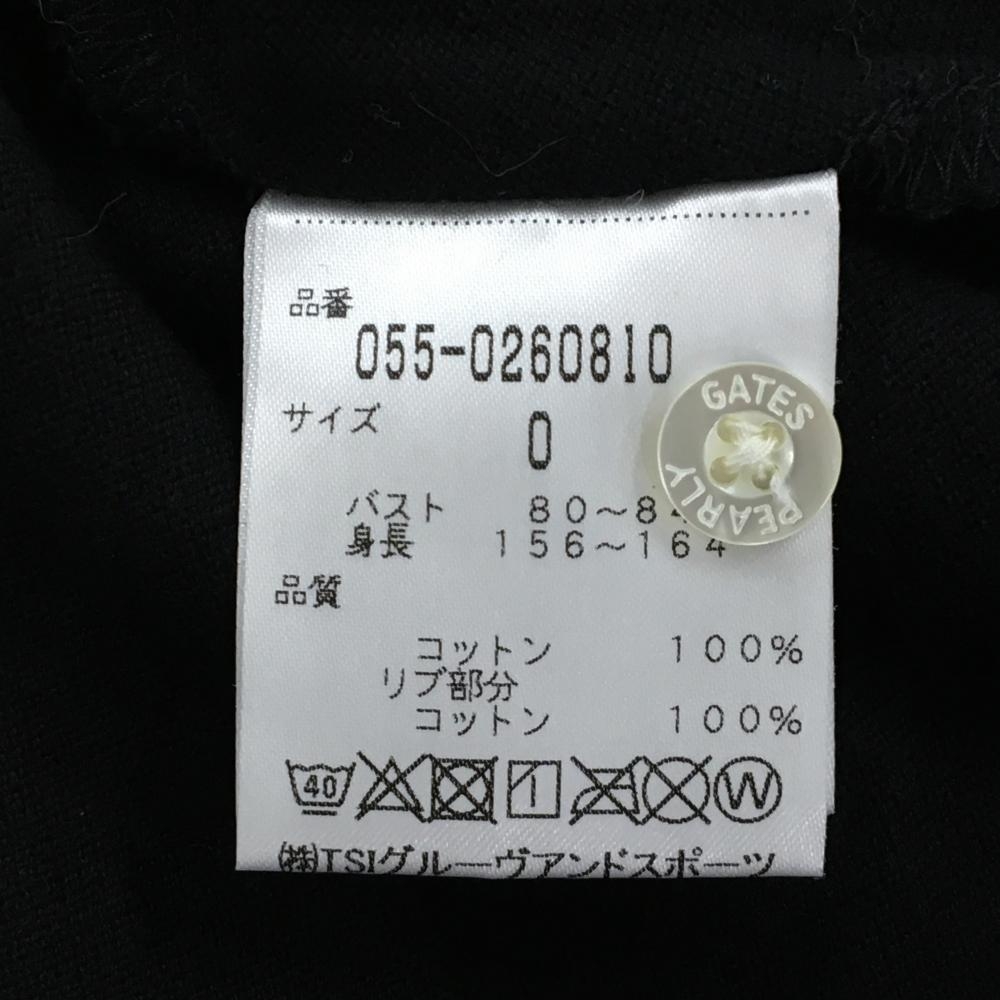 品番
055-0260810
サイズ
0
バスト 80～84
身長 156～164
品質
コットン 100%
リブ部分
コットン 100%
40
W
㈱TSIグルーヴアンドスポーツ
GATES
PEARLY